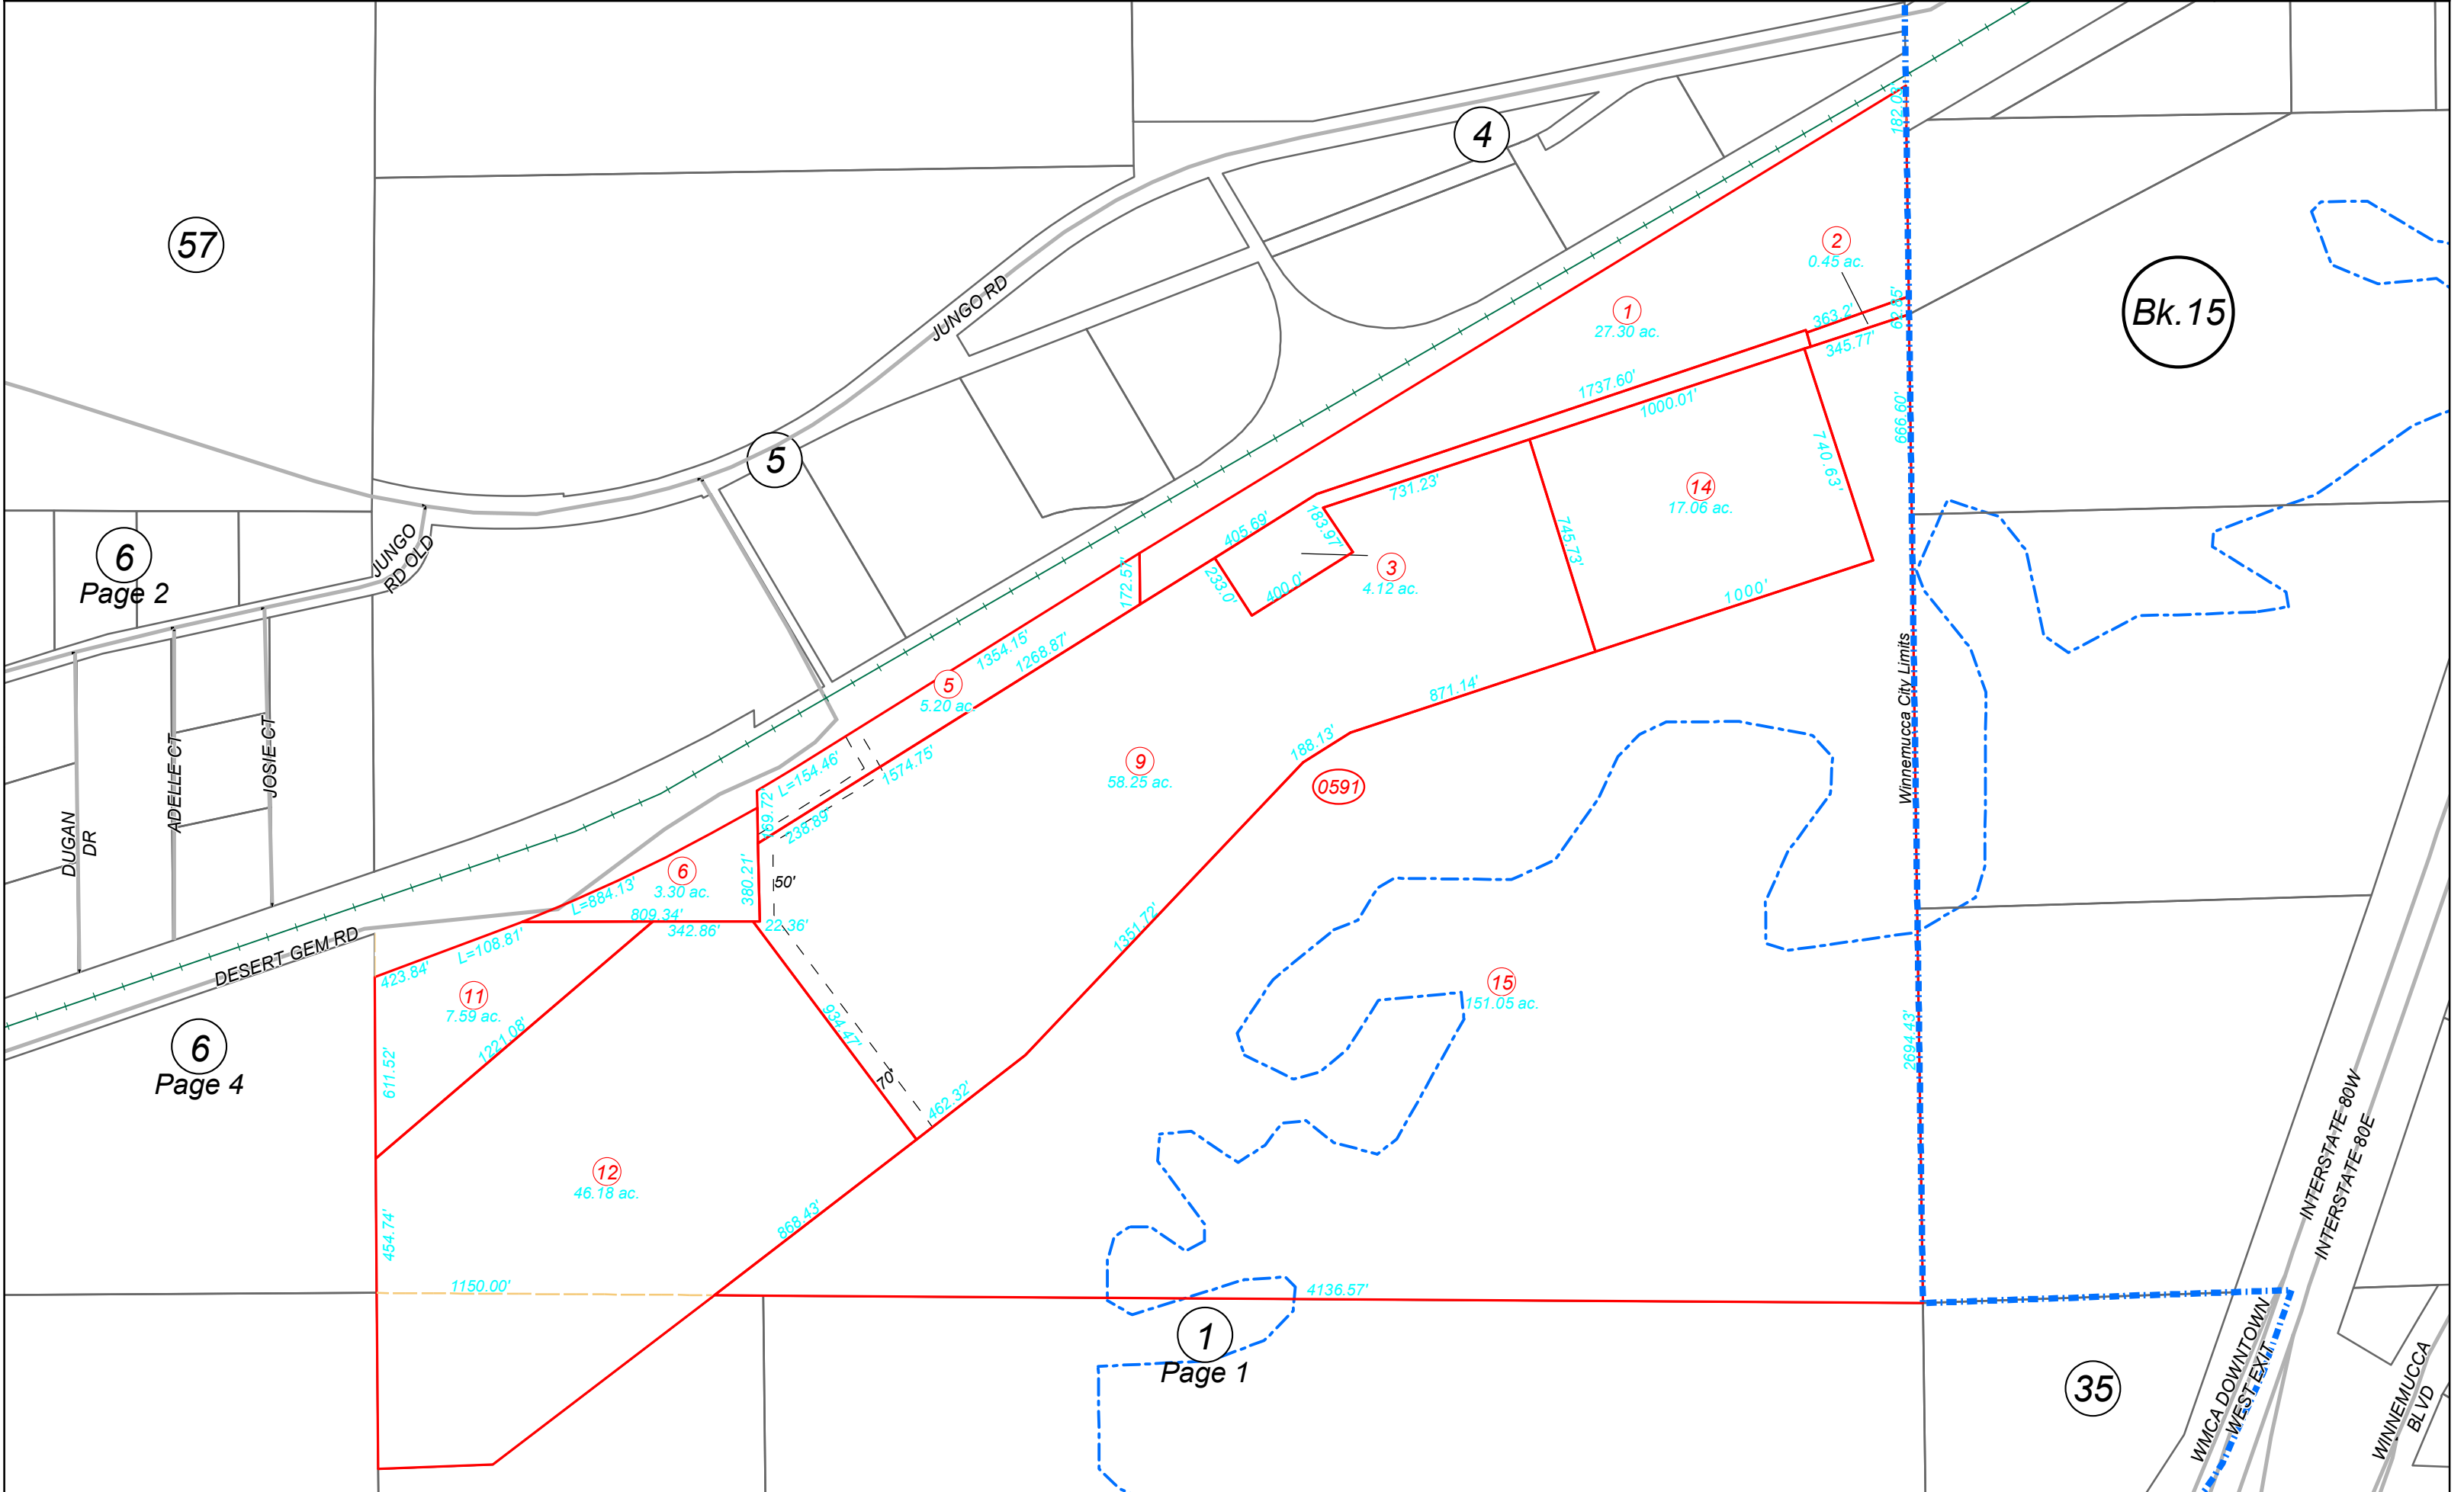 4
182.03'
57
2
0.45 ac.
JUNGO RD
1
27.30 ac.
363.2'
62.85'
345.77'
Bk.15
1737.60'
1000.01'
666.60'
740.63'
5
731.23'
14
17.06 ac.
183.97'
405.69'
745.73'
JUNGO
RD OLD
6
Page 2
172.57'
233.0'
400.0'
3
4.12 ac.
1000'
1354.15'
1268.87'
5
5.20 ac.
871.14'
Winnemucca City Limits
188.13'
9
58.25 ac.
0591
L=154.46'
1574.75'
169.72'
238.89'
DUGAN
DR
ADELLE CT
JOSIE CT
6
3.30 ac.
380.21'
50'
L=884.13'
809.34'
342.86'
22.36'
1351.72'
DESERT GEM RD
L=108.81'
423.84'
11
7.59 ac.
15
151.05 ac.
934.47'
1221.08'
611.52'
6
Page 4
70'
462.32'
2694.43'
12
46.18 ac.
868.43'
454.74'
1150.00'
4136.57'
INTERSTATE 80W
INTERSTATE 80E
1
Page 1
35
WMCA DOWNTOWN
WEST EXIT
WINNEMUCCA
BLVD